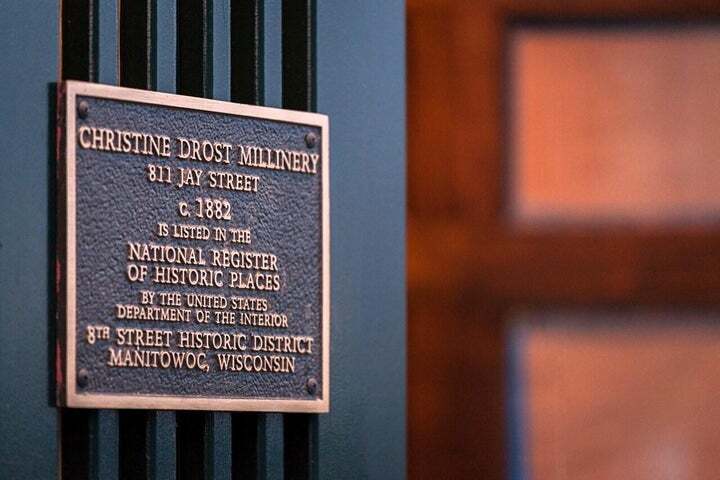 CHRISTINE DROST MILLINERY
811 JAY STREET
c. 1882
IS LISTED IN THE
NATIONAL REGISTER
OF HISTORIC PLACES
BY THE UNITED STATES
DEPARTMENT OF THE INTERIOR
8TH STREET HISTORIC DISTRICT
MANITOWOC, WISCONSIN